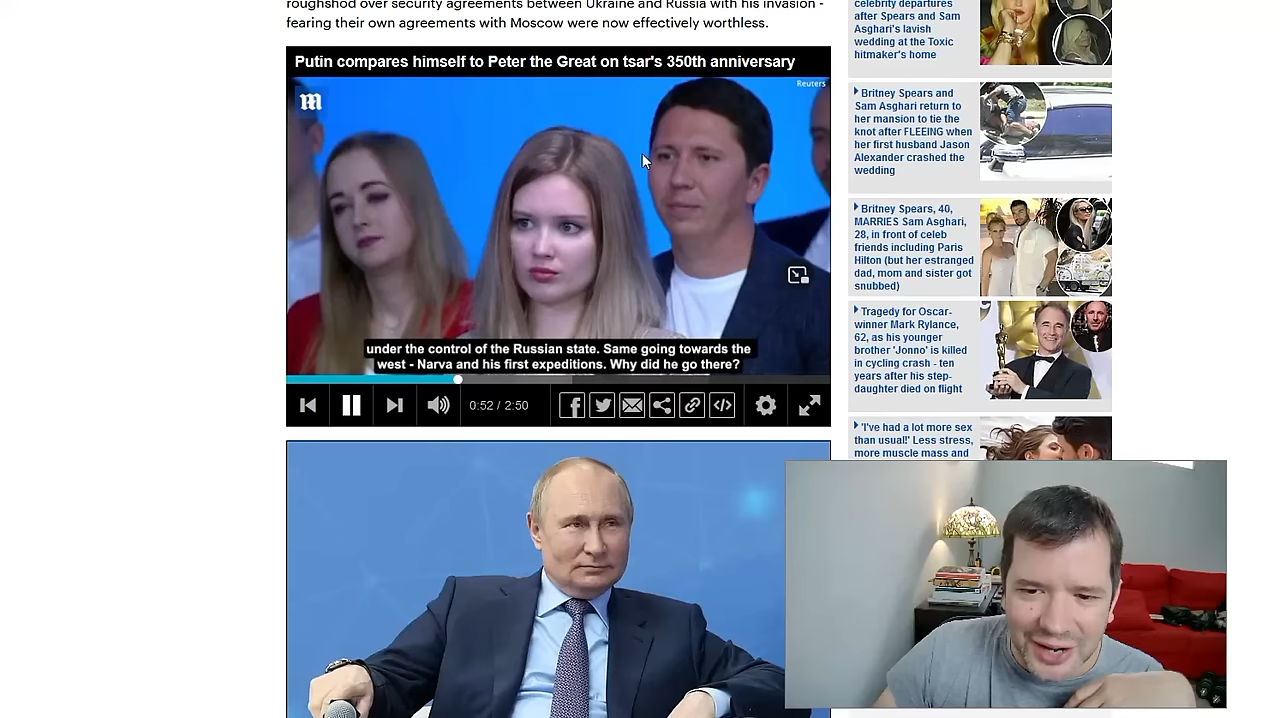 roughshod over security agreements between Ukraine and Russia with his invasion -
fearing their own agreements with Moscow were now effectively worthless.
Putin compares himself to Peter the Great on tsar's 350th anniversary
Reuters
m
under the control of the Russian state. Same going towards the
west - Narva and his first expeditions. Why did he go there?
0:52 / 2:50
celebrity departures
after Spears and Sam
Asghari's lavish
wedding at the Toxic
hitmaker's home
Britney Spears and
Sam Asghari return to
her mansion to tie the
knot after FLEEING when
her first husband Jason
Alexander crashed the
wedding
Britney Spears, 40,
MARRIES Sam Asghari,
28, in front of celeb
friends including Paris
Hilton (but her estranged
dad, mom and sister got
snubbed)
Tragedy for Oscar-
winner Mark Rylance,
62, as his younger
brother 'Jonno' is killed
in cycling crash - ten
years after his step-
daughter died on flight
'I've had a lot more sex
than usual!' Less stress,
more muscle mass and